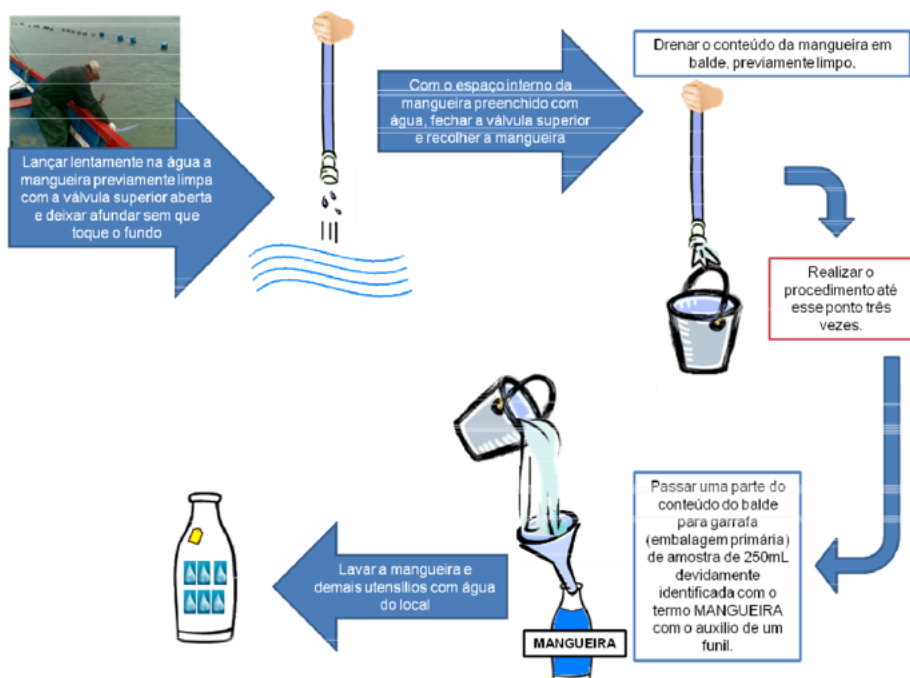 Lançar lentamente na água a
mangueira previamente limpa
com a válvula superior aberta
e deixar afundar sem que
toque o fundo
Com o espaço interno da
mangueira preenchido com
água, fechar a válvula superior
e recolher a mangueira
Drenar o conteúdo da mangueira em
balde, previamente limpo.
Realizar o
procedimento até
esse ponto três
vezes.
Passar uma parte do
conteúdo do balde
para garrafa
(embalagem primária)
de amostra de 250mL
devidamente
identificada com o
termo MANGUEIRA
com o auxílio de um
funil.
MANGUEIRA
Lavar a mangueira e
demais utensílios com água
do local